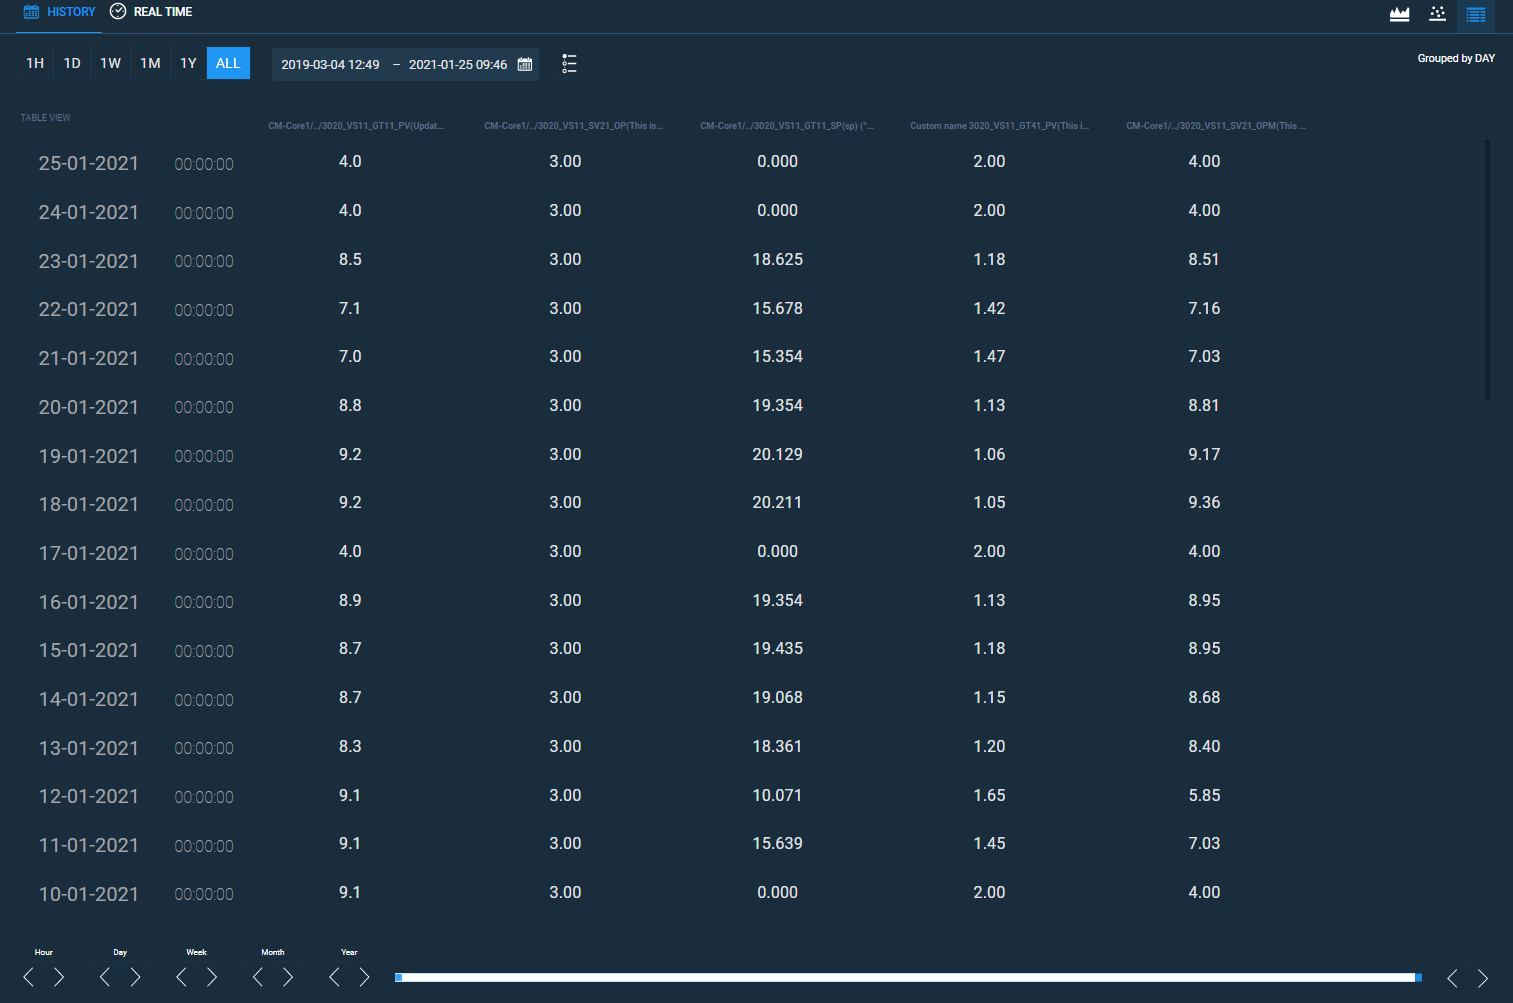 HISTORY REAL TIME
1H 1D 1W 1M 1Y ALL 2019-03-04 12:49 – 2021-01-25 09:46 Grouped by DAY
TABLE VIEW CM-Core1/../3020_VS11_GT11_PV(Updat... CM-Core1/../3020_VS11_SV21_OP(This is... CM-Core1/../3020_VS11_GT11_SP(sp) (°... Custom name 3020_VS11_GT41_PV(This i... CM-Core1/../3020_VS11_SV21_OPM(This ...
25-01-2021 00:00:00 4.0 3.00 0.000 2.00 4.00
24-01-2021 00:00:00 4.0 3.00 0.000 2.00 4.00
23-01-2021 00:00:00 8.5 3.00 18.625 1.18 8.51
22-01-2021 00:00:00 7.1 3.00 15.678 1.42 7.16
21-01-2021 00:00:00 7.0 3.00 15.354 1.47 7.03
20-01-2021 00:00:00 8.8 3.00 19.354 1.13 8.81
19-01-2021 00:00:00 9.2 3.00 20.129 1.06 9.17
18-01-2021 00:00:00 9.2 3.00 20.211 1.05 9.36
17-01-2021 00:00:00 4.0 3.00 0.000 2.00 4.00
16-01-2021 00:00:00 8.9 3.00 19.354 1.13 8.95
15-01-2021 00:00:00 8.7 3.00 19.435 1.18 8.95
14-01-2021 00:00:00 8.7 3.00 19.068 1.15 8.68
13-01-2021 00:00:00 8.3 3.00 18.361 1.20 8.40
12-01-2021 00:00:00 9.1 3.00 10.071 1.65 5.85
11-01-2021 00:00:00 9.1 3.00 15.639 1.45 7.03
10-01-2021 00:00:00 9.1 3.00 0.000 2.00 4.00
Hour Day Week Month Year